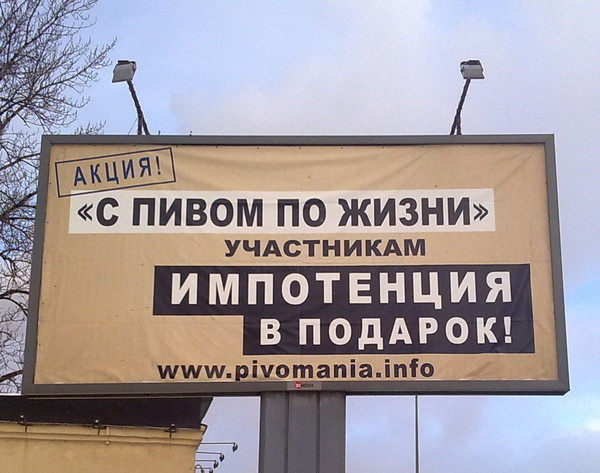 АКЦИЯ!
«С ПИВОМ ПО ЖИЗНИ»
УЧАСТНИКАМ
ИМПОТЕНЦИЯ
В ПОДАРОК!
www.pivomania.info